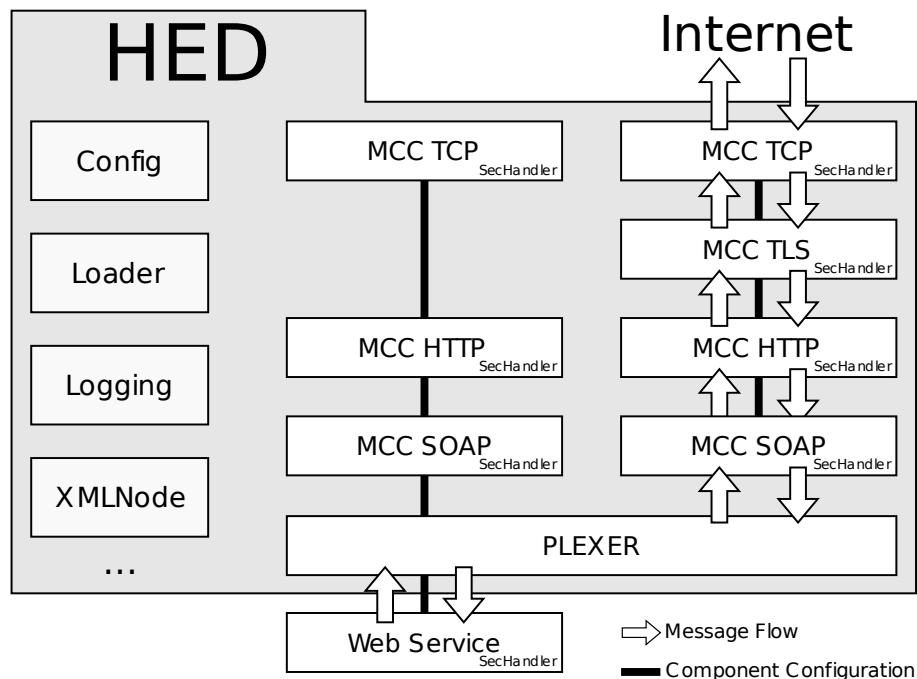 HED
Internet
Config
Loader
Logging
XMLNode
...
MCC TCP
SecHandler
MCC HTTP
SecHandler
MCC SOAP
SecHandler
MCC TCP
SecHandler
MCC TLS
SecHandler
MCC HTTP
SecHandler
MCC SOAP
SecHandler
PLEXER
Web Service
SecHandler
Message Flow
Component Configuration